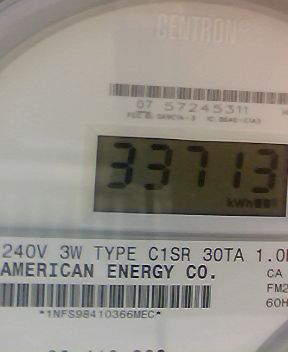 CENTRON®
07 57245311
33713
kWh
240V 3W TYPE C1SR 30TA 1.0
AMERICAN ENERGY CO.
CA
FM2
60H
*1NFS98410366MEC*